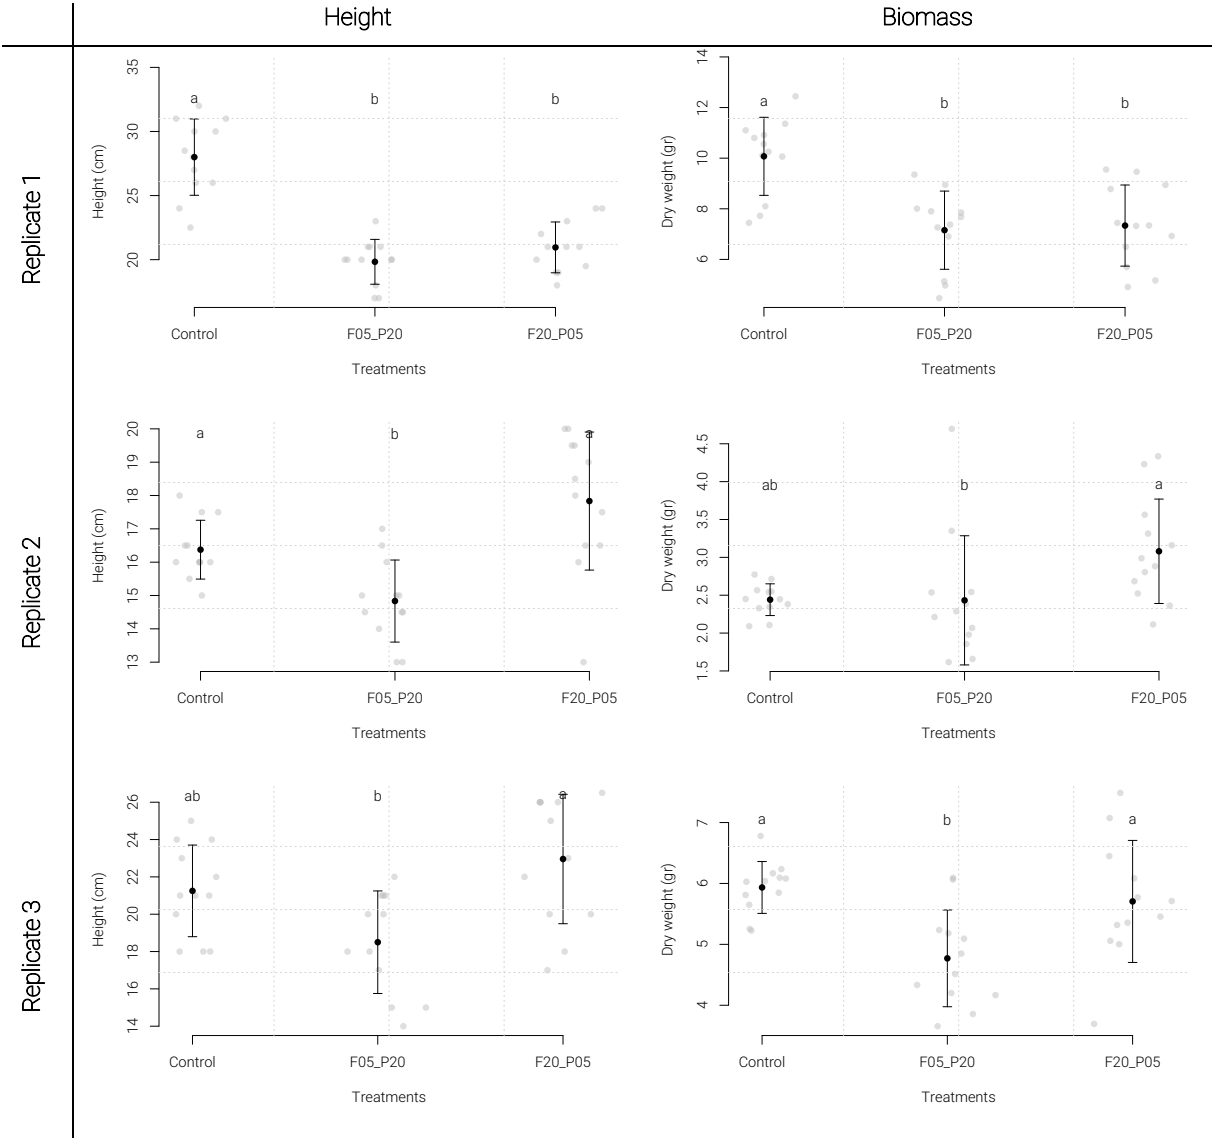 Height Biomass
Replicate 1
Height (cm)
35
30
25
20
a b b
Control F05_P20 F20_P05
Treatments
Dry weight (gr)
14
12
10
8
6
a b b
Control F05_P20 F20_P05
Treatments
Replicate 2
Height (cm)
20
19
18
17
16
15
14
13
a b a
Control F05_P20 F20_P05
Treatments
Dry weight (gr)
4.5
4.0
3.5
3.0
2.5
2.0
1.5
ab b a
Control F05_P20 F20_P05
Treatments
Replicate 3
Height (cm)
26
24
22
20
18
16
14
ab b a
Control F05_P20 F20_P05
Treatments
Dry weight (gr)
7
6
5
4
a b a
Control F05_P20 F20_P05
Treatments